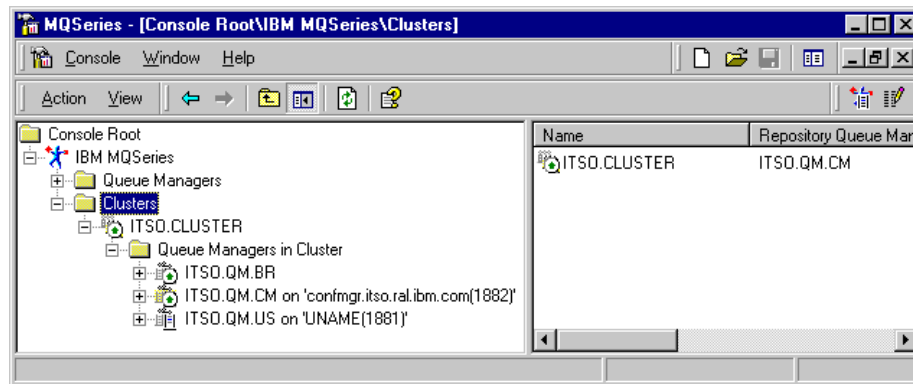 MQSeries - [Console Root\IBM MQSeries\Clusters]
Console Window Help
Action View
Console Root
IBM MQSeries
Queue Managers
Clusters
ITSO.CLUSTER
Queue Managers in Cluster
ITSO.QM.BR
ITSO.QM.CM on 'confmgr.itso.ral.ibm.com(1882)'
ITSO.QM.US on 'UNAME(1881)'
Name Repository Queue Mar
ITSO.CLUSTER ITSO.QM.CM